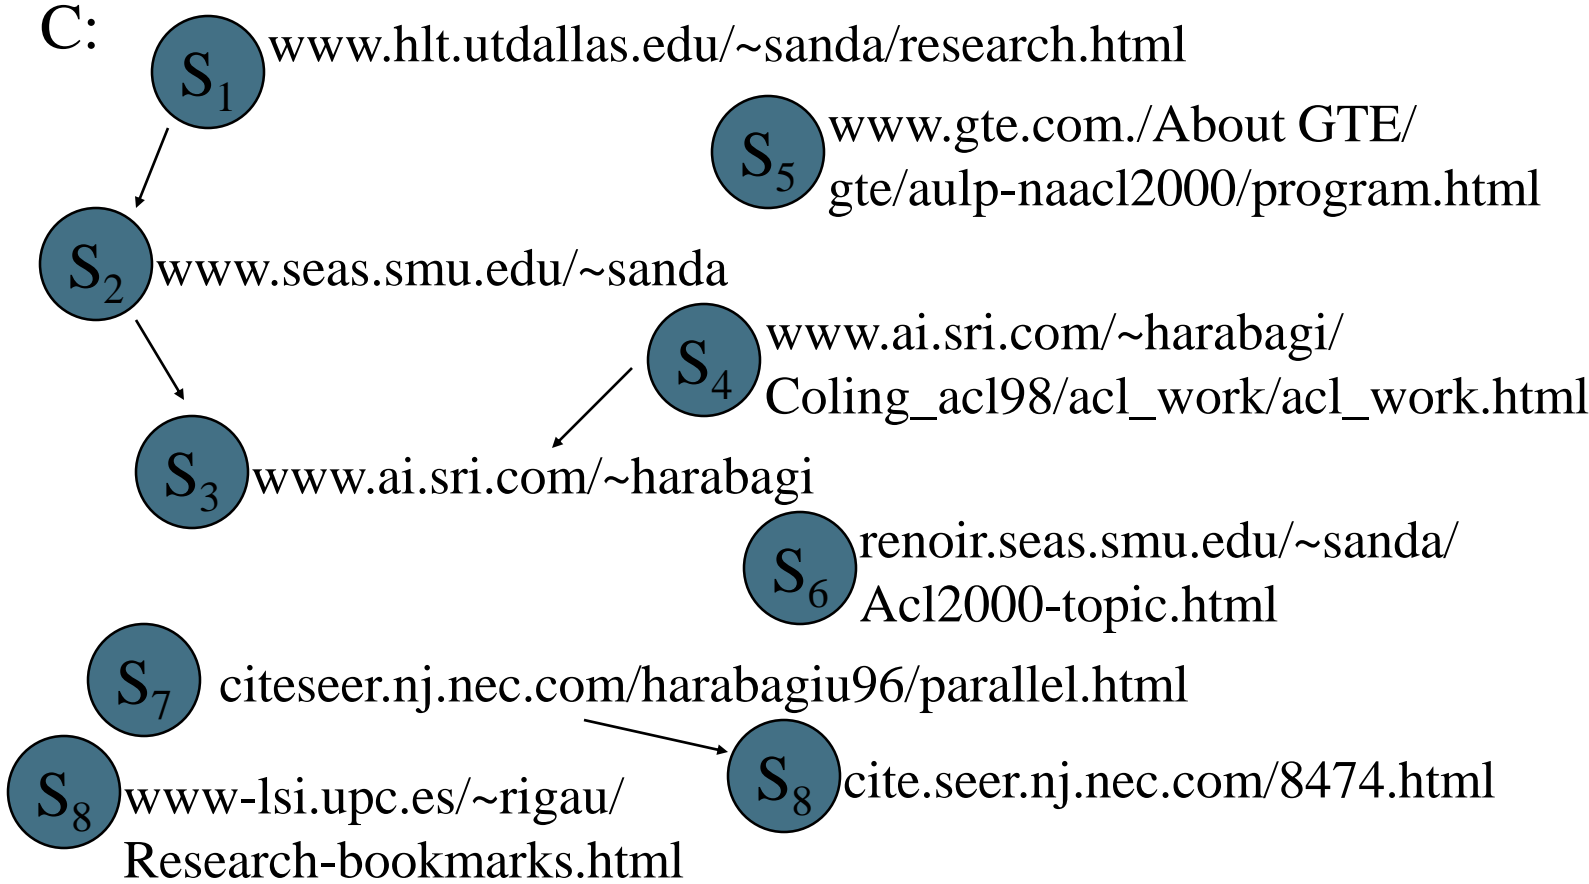 C:
S1 www.hlt.utdallas.edu/~sanda/research.html
S5 www.gte.com./About GTE/
gte/aulp-naacl2000/program.html
S2 www.seas.smu.edu/~sanda
S4 www.ai.sri.com/~harabagi/
Coling_acl98/acl_work/acl_work.html
S3 www.ai.sri.com/~harabagi
S6 renoir.seas.smu.edu/~sanda/
Acl2000-topic.html
S7 citeseer.nj.nec.com/harabagiu96/parallel.html
S8 www-lsi.upc.es/~rigau/
Research-bookmarks.html
S8 cite.seer.nj.nec.com/8474.html